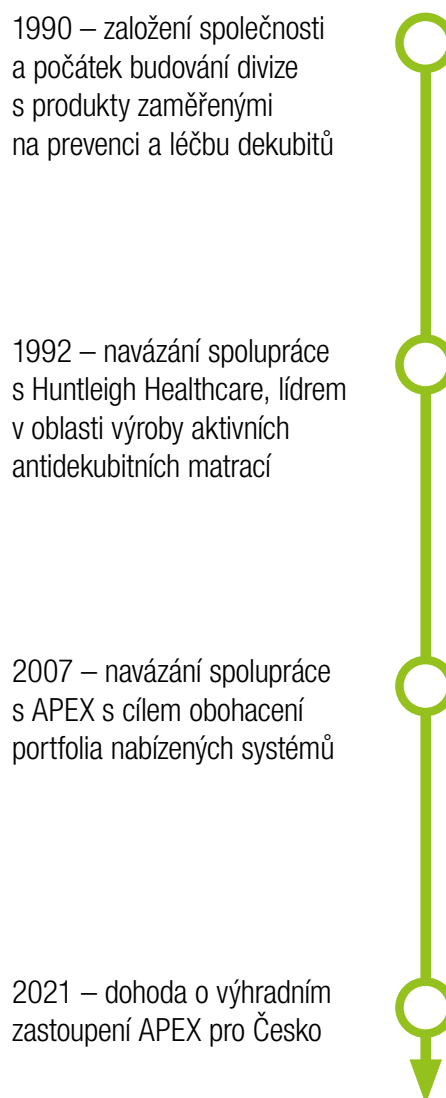 1990 – založení společnosti
a počátek budování divize
s produkty zaměřenými
na prevenci a léčbu dekubitů
1992 – navázání spolupráce
s Huntleigh Healthcare, lídrem
v oblasti výroby aktivních
antidekubitních matrací
2007 – navázání spolupráce
s APEX s cílem obohacení
portfolia nabízených systémů
2021 – dohoda o výhradním
zastoupení APEX pro Česko